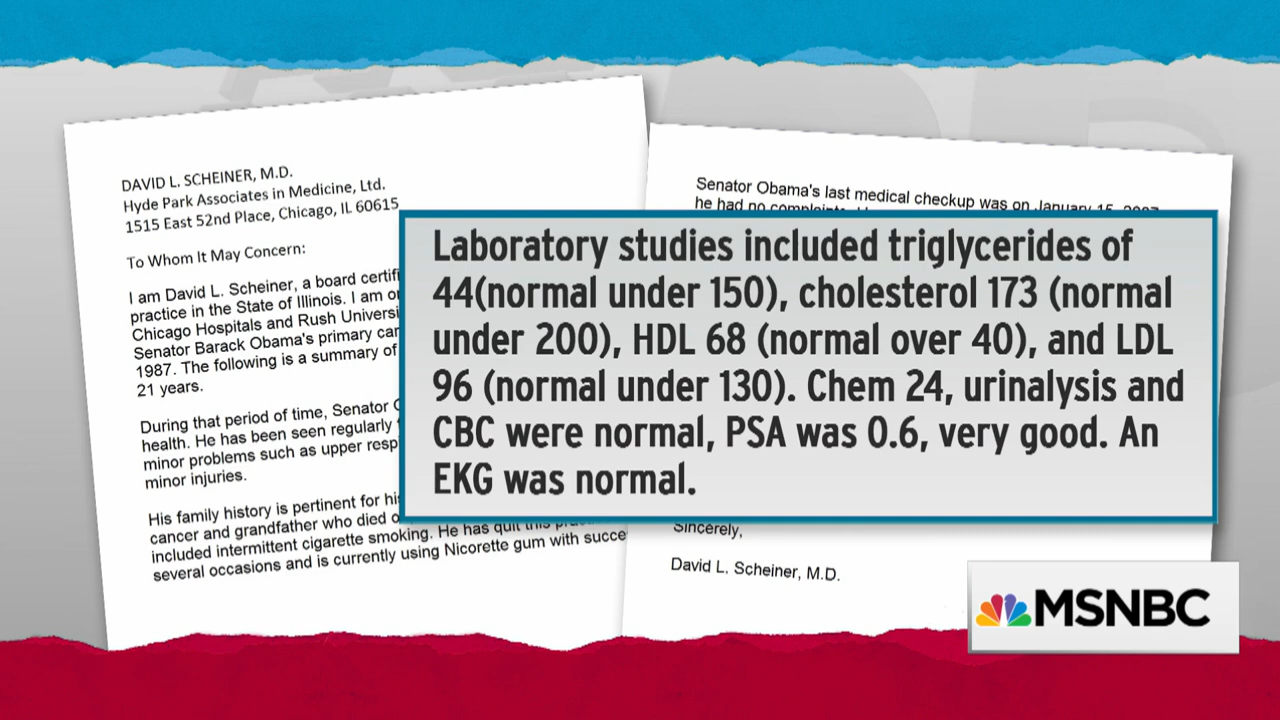 DAVID L. SCHEINER, M.D.
Hyde Park Associates in Medicine, Ltd.
1515 East 52nd Place, Chicago, IL 60615
To Whom It May Concern:
I am David L. Scheiner, a board certifi
practice in the State of Illinois. I am o
Chicago Hospitals and Rush Universi
Senator Barack Obama's primary car
1987. The following is a summary of
21 years.
During that period of time, Senator O
health. He has been seen regularly
minor problems such as upper resp
minor injuries.
His family history is pertinent for his
cancer and grandfather who died o
included intermittent cigarette smoking. He has quit this
several occasions and is currently using Nicorette gum with succe
Senator Obama's last medical checkup was on January 15, 2007
he had no complaints.
Laboratory studies included triglycerides of
44(normal under 150), cholesterol 173 (normal
under 200), HDL 68 (normal over 40), and LDL
96 (normal under 130). Chem 24, urinalysis and
CBC were normal, PSA was 0.6, very good. An
EKG was normal.
Sincerely,
David L. Scheiner, M.D.
MSNBC